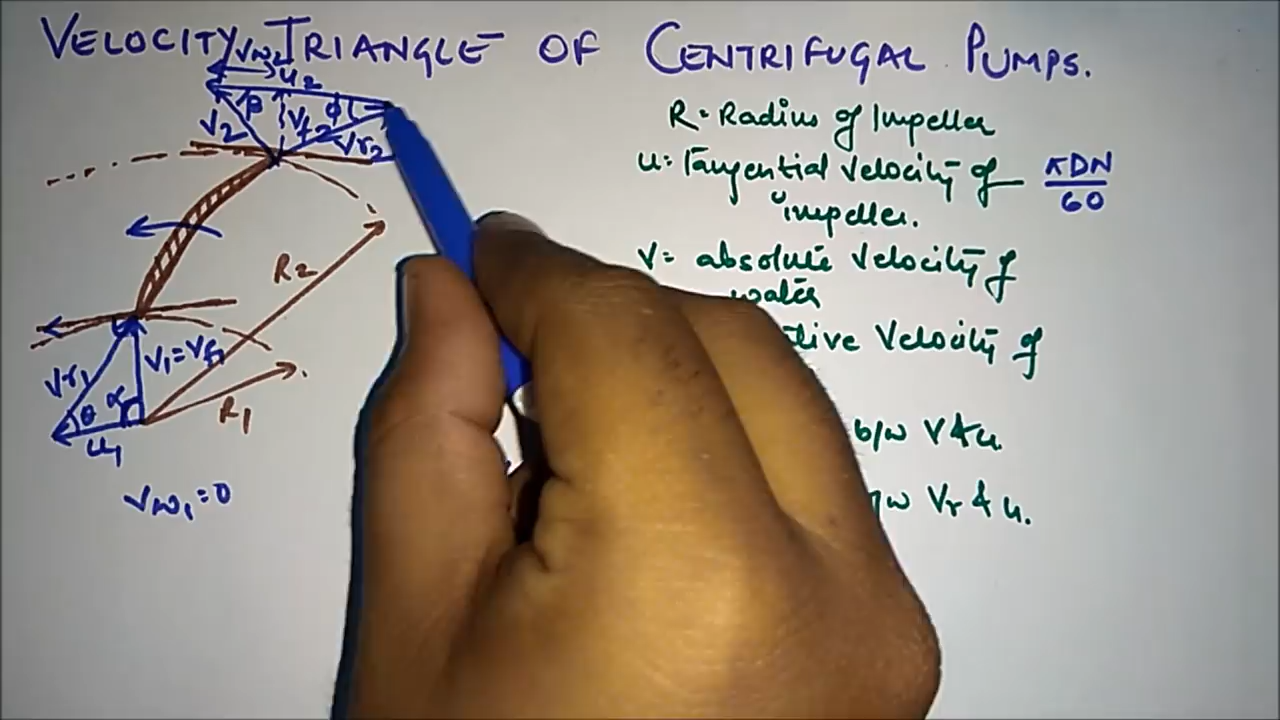 VELOCITY TRIANGLE OF CENTRIFUGAL PUMPS.
Vw2
u2
β
Vf2
ϕ
V2
Vr2
R2
Vr1
V1=Vf1
θ
α
R1
u1
Vw1=0
R= Radius of Impeller
u= Tangential velocity of πDN/60
impeller.
V= absolute velocity of
water
tive Velocity of
b/w V & u
b/w Vr & u.